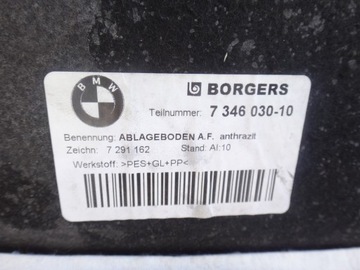 BMW
BORGERS
Teilnummer: 7 346 030-10
Benennung: ABLAGEBODEN A.F. anthrazit
Zeichn: 7 291 162 Stand: AI:10
Werkstoff: >PES+GL+PP<